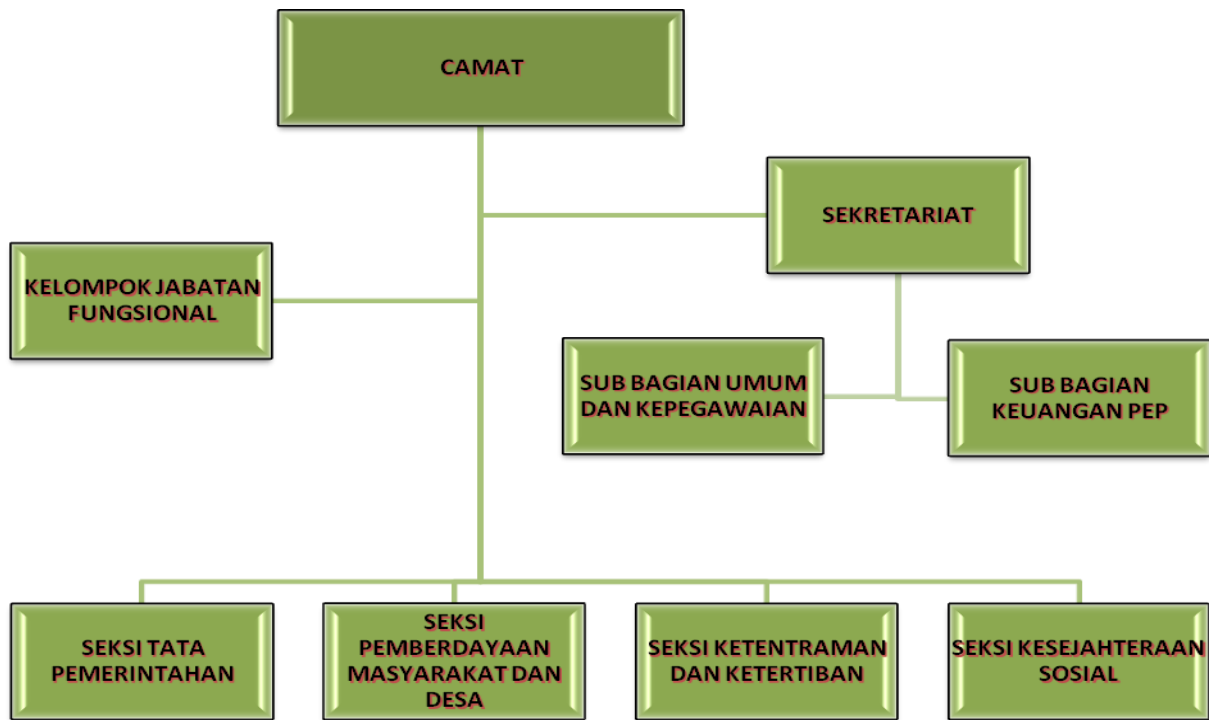 CAMAT
SEKRETARIAT
KELOMPOK JABATAN
FUNGSIONAL
SUB BAGIAN UMUM
DAN KEPEGAWAIAN
SUB BAGIAN
KEUANGAN PEP
SEKSI TATA
PEMERINTAHAN
SEKSI
PEMBERDAYAAN
MASYARAKAT DAN
DESA
SEKSI KETENTRAMAN
DAN KETERTIBAN
SEKSI KESEJAHTERAAN
SOSIAL